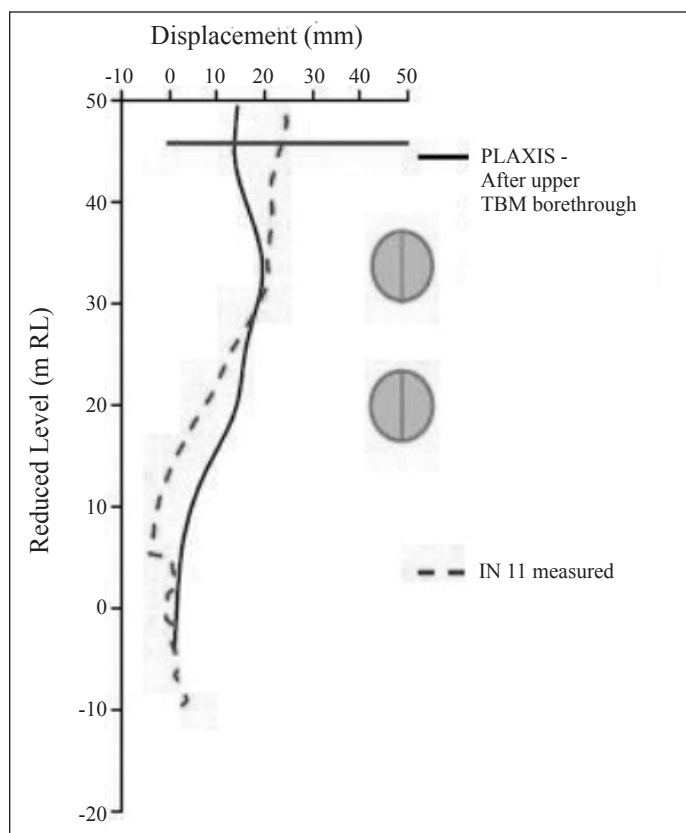 Displacement (mm)
-10 0 10 20 30 40 50
50
40
30
20
10
0
-10
-20
Reduced Level (m RL)
PLAXIS -
After upper
TBM borethrough
IN 11 measured